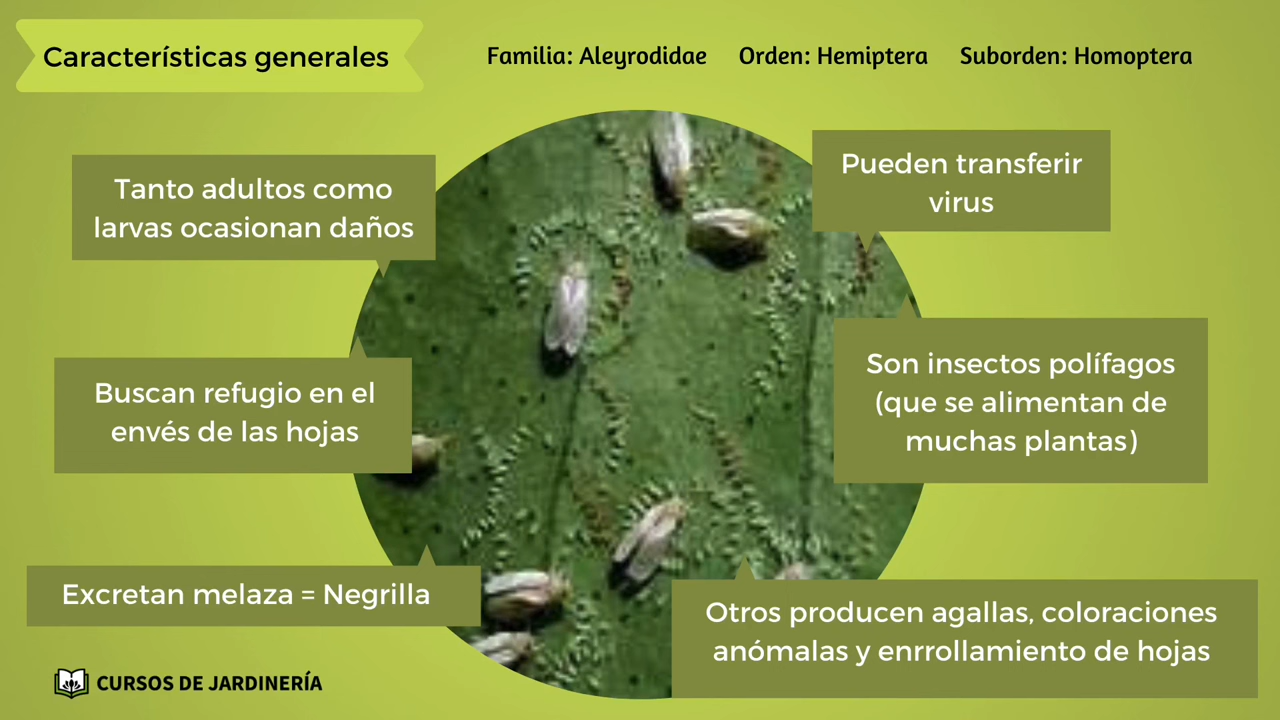 Características generales
Familia: Aleyrodidae Orden: Hemiptera Suborden: Homoptera
Tanto adultos como
larvas ocasionan daños
Pueden transferir
virus
Buscan refugio en el
envés de las hojas
Son insectos polífagos
(que se alimentan de
muchas plantas)
Excretan melaza = Negrilla
Otros producen agallas, coloraciones
anómalas y enrrollamiento de hojas
CURSOS DE JARDINERÍA